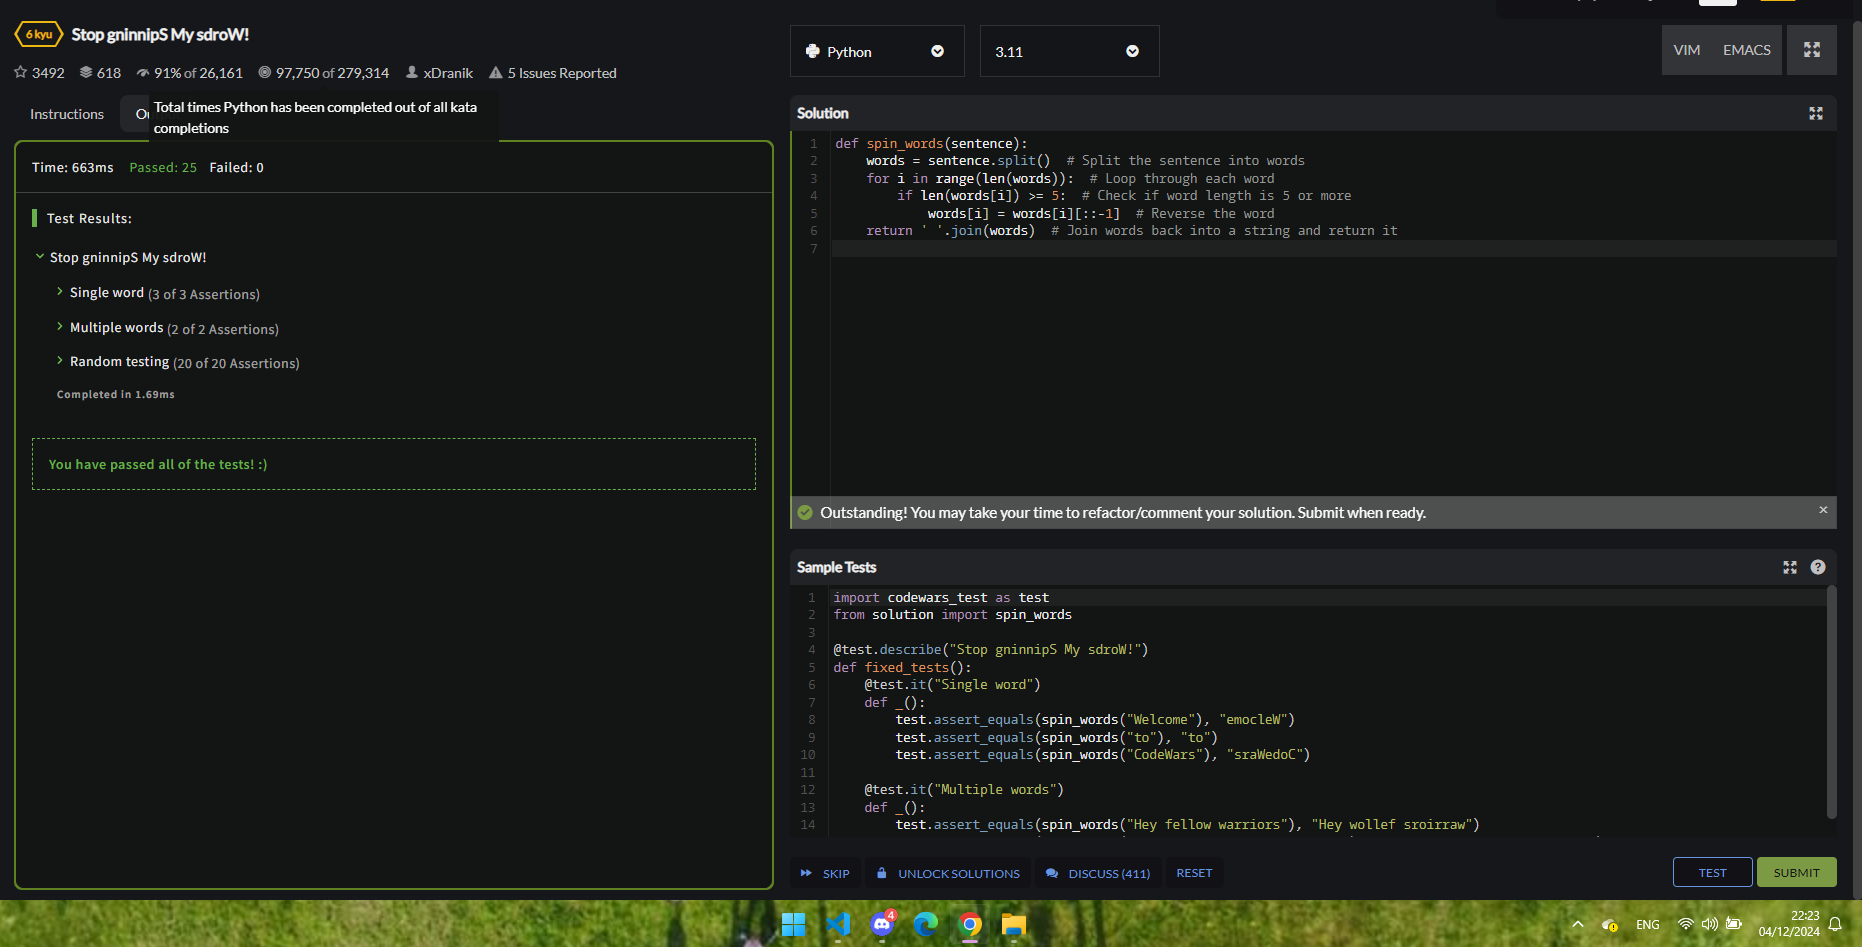 6 kyu
Stop gninnipS My sdroW!
3492 618 91% of 26,161 97,750 of 279,314 xDranik 5 Issues Reported
Total times Python has been completed out of all kata
completions
Instructions
Time: 663ms Passed: 25 Failed: 0
Test Results:
Stop gninnipS My sdroW!
Single word (3 of 3 Assertions)
Multiple words (2 of 2 Assertions)
Random testing (20 of 20 Assertions)
Completed in 1.69ms
You have passed all of the tests! :)
Python
3.11
VIM EMACS
Solution
1 def spin_words(sentence):
2     words = sentence.split()  # Split the sentence into words
3     for i in range(len(words)):  # Loop through each word
4         if len(words[i]) >= 5:  # Check if word length is 5 or more
5             words[i] = words[i][::-1]  # Reverse the word
6     return ' '.join(words)  # Join words back into a string and return it
7
Outstanding! You may take your time to refactor/comment your solution. Submit when ready.
×
Sample Tests
?
1 import codewars_test as test
2 from solution import spin_words
3
4 @test.describe("Stop gninnipS My sdroW!")
5 def fixed_tests():
6     @test.it("Single word")
7     def _():
8         test.assert_equals(spin_words("Welcome"), "emocleW")
9         test.assert_equals(spin_words("to"), "to")
10         test.assert_equals(spin_words("CodeWars"), "sraWedoC")
11
12     @test.it("Multiple words")
13     def _():
14         test.assert_equals(spin_words("Hey fellow warriors"), "Hey wollef sroirraw")
SKIP UNLOCK SOLUTIONS DISCUSS (411) RESET
TEST SUBMIT
4
ENG
22:23
04/12/2024